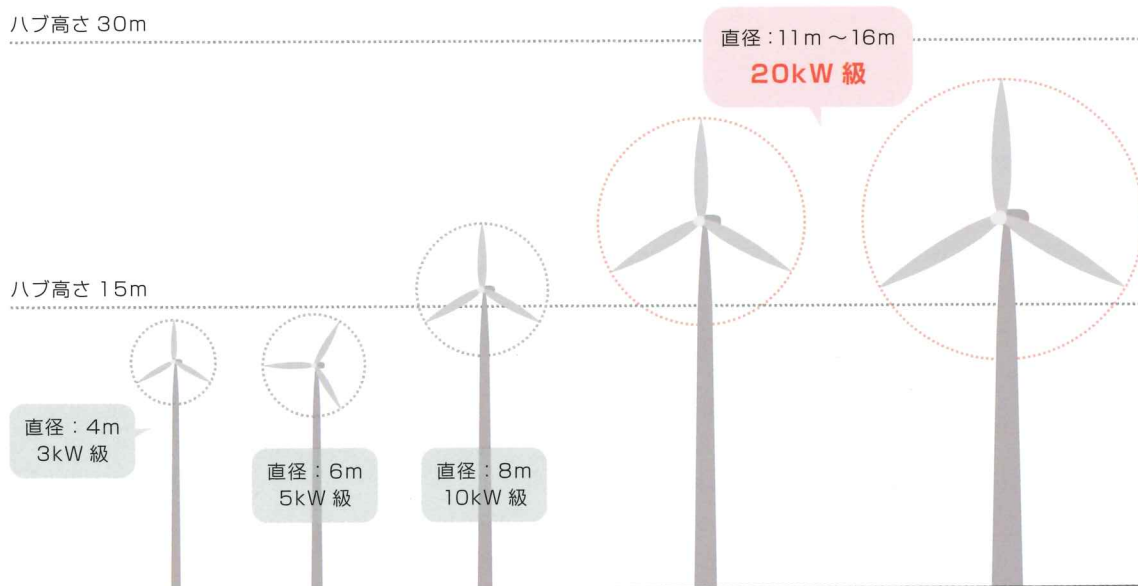 ハブ高さ 30m
直径：11m～16m
20kW 級
ハブ高さ 15m
直径：4m
3kW 級
直径：6m
5kW 級
直径：8m
10kW 級